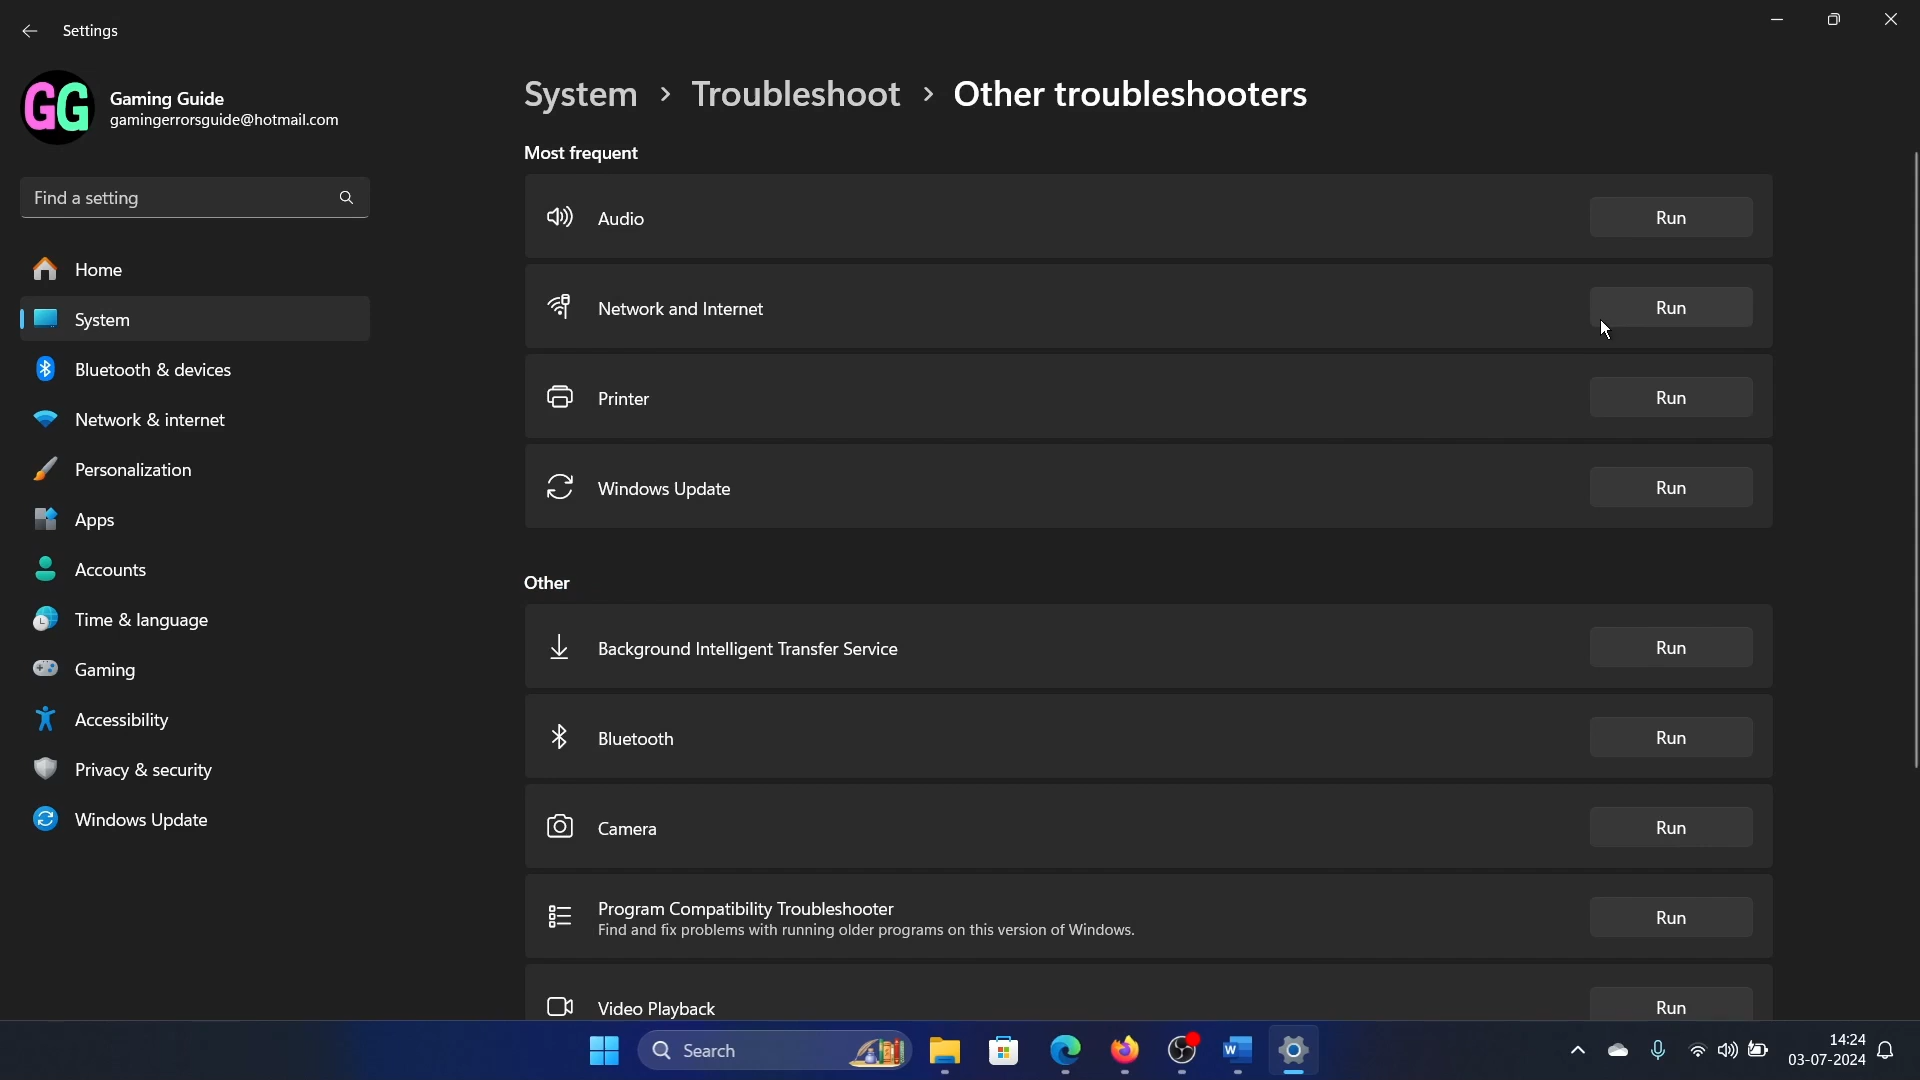 Settings
GG
Gaming Guide
gamingerrorsguide@hotmail.com
Find a setting
Home
System
Bluetooth & devices
Network & internet
Personalization
Apps
Accounts
Time & language
Gaming
Accessibility
Privacy & security
Windows Update
System > Troubleshoot > Other troubleshooters
Most frequent
Audio
Run
Network and Internet
Run
Printer
Run
Windows Update
Run
Other
Background Intelligent Transfer Service
Run
Bluetooth
Run
Camera
Run
Program Compatibility Troubleshooter
Find and fix problems with running older programs on this version of Windows.
Run
Video Playback
Run
Search
W
14:24
03-07-2024